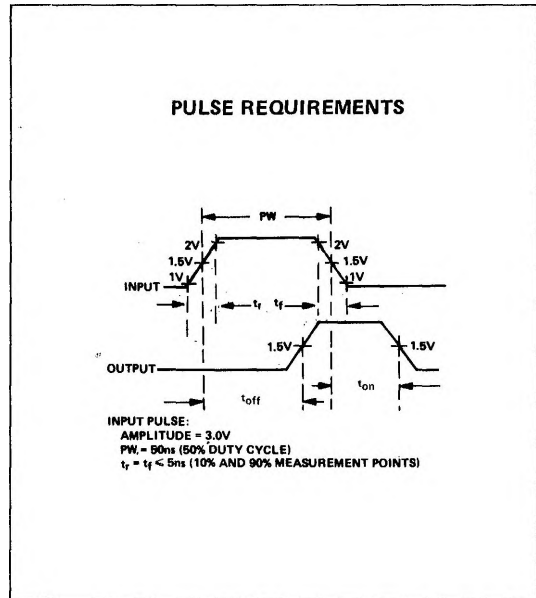 PULSE REQUIREMENTS
PW
2V
2V
1.5V
1.5V
1V
1V
INPUT
tr tf
1.5V
1.5V
OUTPUT
toff
ton
INPUT PULSE:
AMPLITUDE = 3.0V
PW = 50ns (50% DUTY CYCLE)
tr = tf ≤ 5ns (10% AND 90% MEASUREMENT POINTS)